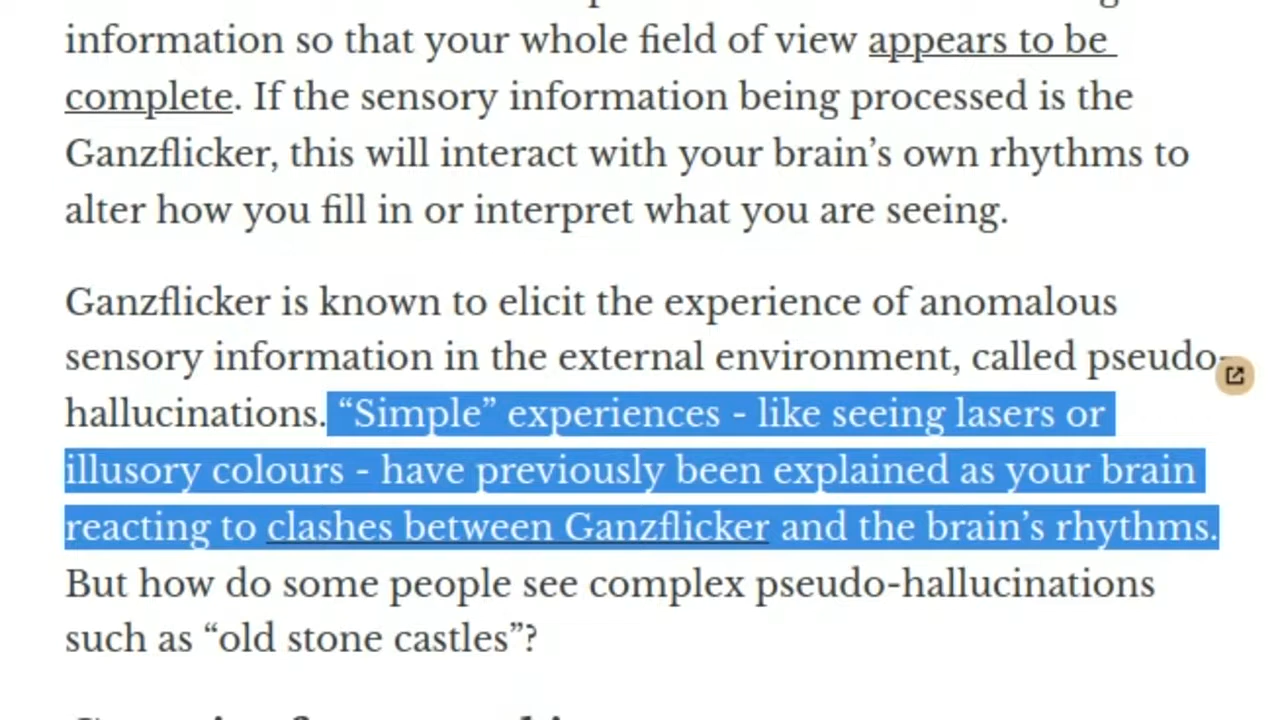 information so that your whole field of view appears to be
complete. If the sensory information being processed is the
Ganzflicker, this will interact with your brain’s own rhythms to
alter how you fill in or interpret what you are seeing.
Ganzflicker is known to elicit the experience of anomalous
sensory information in the external environment, called pseudo-
hallucinations. “Simple” experiences - like seeing lasers or
illusory colours - have previously been explained as your brain
reacting to clashes between Ganzflicker and the brain’s rhythms.
But how do some people see complex pseudo-hallucinations
such as “old stone castles”?